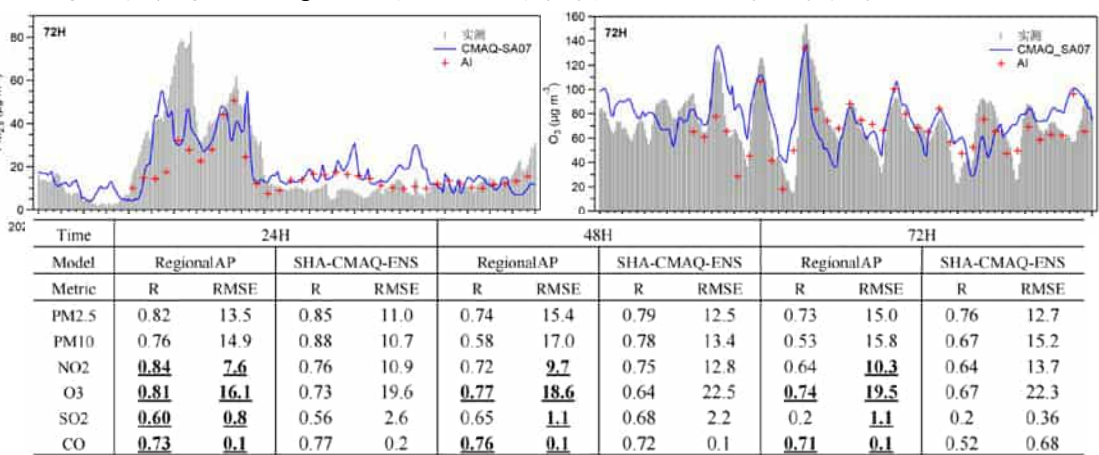 80
60
40
20
0
72H
实测
CMAQ-SA07
AI
160
140
120
100
80
60
40
20
0
O3 (μg m-3)
72H
实测
CMAQ_SA07
AI
Time 24H 48H 72H
Model RegionalAP SHA-CMAQ-ENS RegionalAP SHA-CMAQ-ENS RegionalAP SHA-CMAQ-ENS
Metric R RMSE R RMSE R RMSE R RMSE R RMSE R RMSE
PM2.5 0.82 13.5 0.85 11.0 0.74 15.4 0.79 12.5 0.73 15.0 0.76 12.7
PM10 0.76 14.9 0.88 10.7 0.58 17.0 0.78 13.4 0.53 15.8 0.67 15.2
NO2 0.84 7.6 0.76 10.9 0.72 9.7 0.75 12.8 0.64 10.3 0.64 13.7
O3 0.81 16.1 0.73 19.6 0.77 18.6 0.64 22.5 0.74 19.5 0.67 22.3
SO2 0.60 0.8 0.56 2.6 0.65 1.1 0.68 2.2 0.2 1.1 0.2 0.36
CO 0.73 0.1 0.77 0.2 0.76 0.1 0.72 0.1 0.71 0.1 0.52 0.68